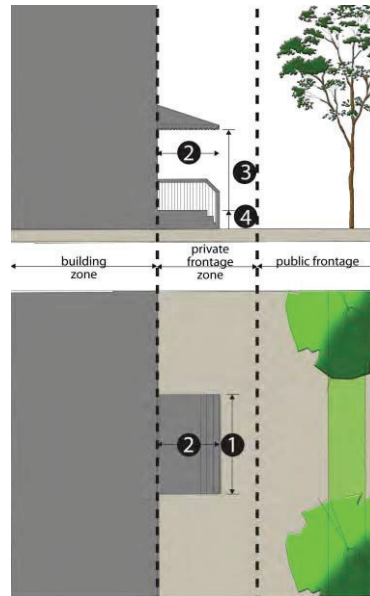 2
3
4
building
zone
private
frontage
zone
public frontage
2
1